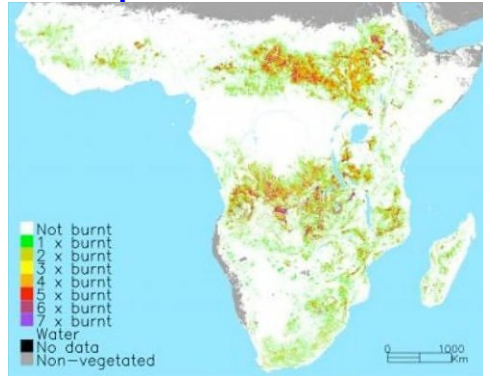 Not burnt
1 x burnt
2 x burnt
3 x burnt
4 x burnt
5 x burnt
6 x burnt
7 x burnt
Water
No data
Non-vegetated
0 1000
Km